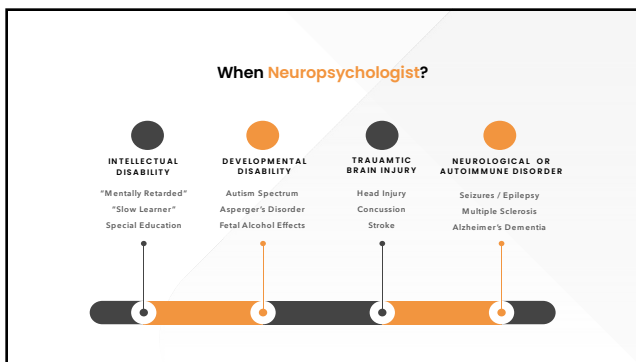 When Neuropsychologist?
INTELLECTUAL
DISABILITY
"Mentally Retarded"
"Slow Learner"
Special Education
DEVELOPMENTAL
DISABILITY
Autism Spectrum
Asperger's Disorder
Fetal Alcohol Effects
TRAUAMTIC
BRAIN INJURY
Head Injury
Concussion
Stroke
NEUROLOGICAL OR
AUTOIMMUNE DISORDER
Seizures / Epilepsy
Multiple Sclerosis
Alzheimer's Dementia